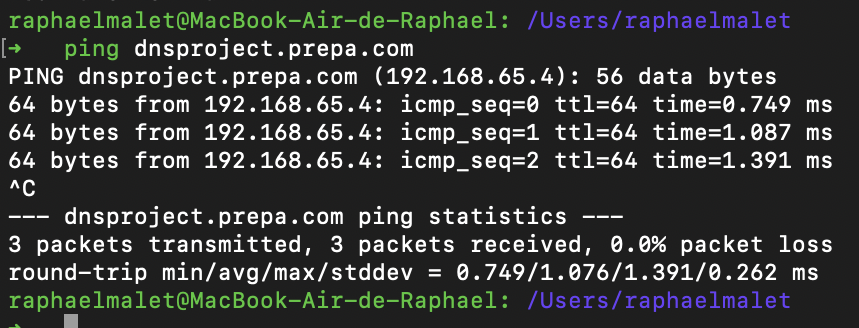 raphaelmalet@MacBook-Air-de-Raphael: /Users/raphaelmalet
[→ ping dnsproject.prepa.com
PING dnsproject.prepa.com (192.168.65.4): 56 data bytes
64 bytes from 192.168.65.4: icmp_seq=0 ttl=64 time=0.749 ms
64 bytes from 192.168.65.4: icmp_seq=1 ttl=64 time=1.087 ms
64 bytes from 192.168.65.4: icmp_seq=2 ttl=64 time=1.391 ms
^C
--- dnsproject.prepa.com ping statistics ---
3 packets transmitted, 3 packets received, 0.0% packet loss
round-trip min/avg/max/stddev = 0.749/1.076/1.391/0.262 ms
raphaelmalet@MacBook-Air-de-Raphael: /Users/raphaelmalet
→